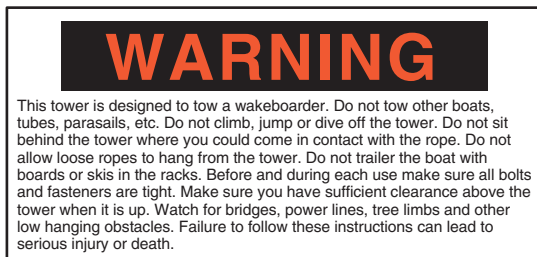 WARNING
This tower is designed to tow a wakeboarder. Do not tow other boats,
tubes, parasails, etc. Do not climb, jump or dive off the tower. Do not sit
behind the tower where you could come in contact with the rope. Do not
allow loose ropes to hang from the tower. Do not trailer the boat with
boards or skis in the racks. Before and during each use make sure all bolts
and fasteners are tight. Make sure you have sufficient clearance above the
tower when it is up. Watch for bridges, power lines, tree limbs and other
low hanging obstacles. Failure to follow these instructions can lead to
serious injury or death.